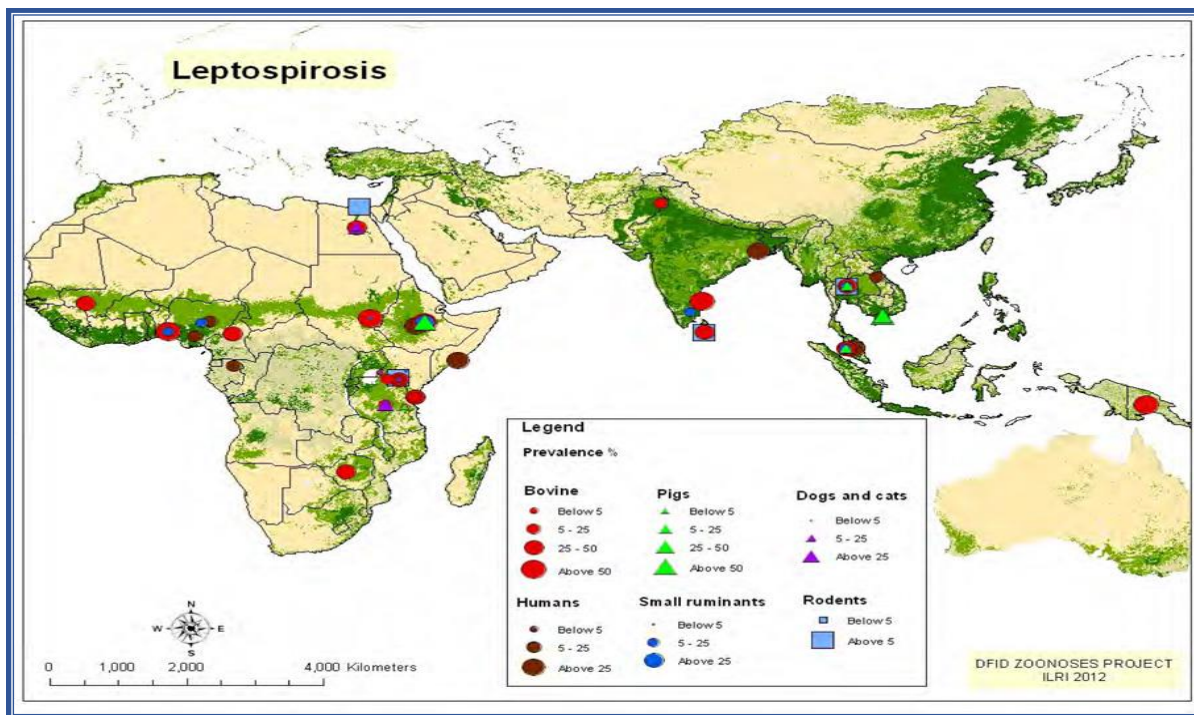 Leptospirosis
Legend
Prevalence %
Bovine
Below 5
5 - 25
25 - 50
Above 50
Pigs
Below 5
5 - 25
25 - 50
Above 50
Dogs and cats
Below 5
5 - 25
Above 25
Humans
Below 5
5 - 25
Above 25
Small ruminants
Below 5
5 - 25
Above 25
Rodents
Below 5
Above 5
N
W E
S
0 1,000 2,000 4,000 Kilometers
DFID ZOONOSES PROJECT
ILRI 2012